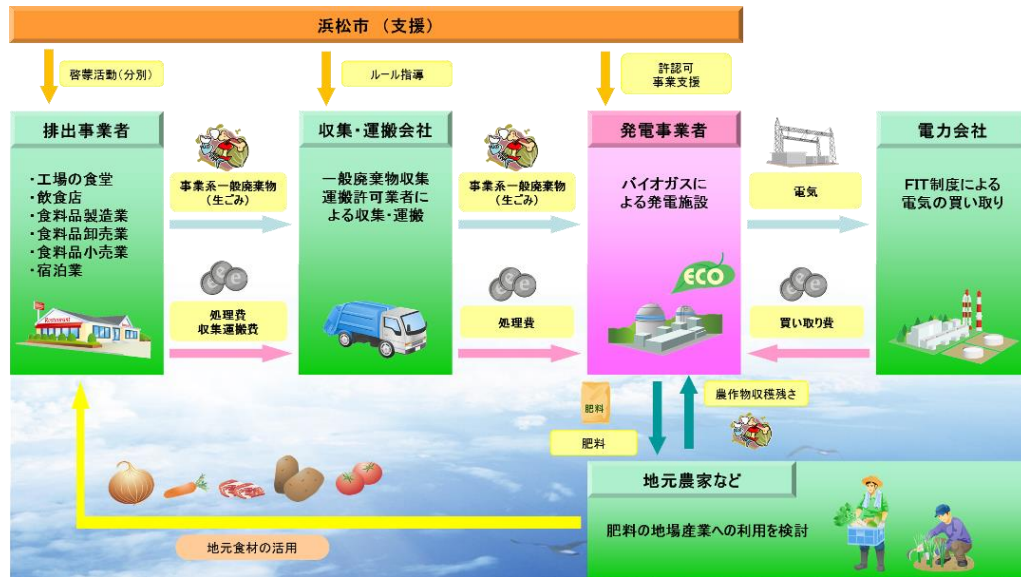 浜松市 (支援)
啓蒙活動(分別)
ルール指導
許認可
事業支援
排出事業者
・工場の食堂
・飲食店
・食料品製造業
・食料品卸売業
・食料品小売業
・宿泊業
Restaurant
事業系一般廃棄物
(生ごみ)
処理費
収集運搬費
収集・運搬会社
一般廃棄物収集
運搬許可業者に
よる収集・運搬
事業系一般廃棄物
(生ごみ)
処理費
発電事業者
バイオガスに
よる発電施設
ECO
電気
買い取り費
電力会社
FIT制度による
電気の買い取り
肥料
肥料
農作物収穫残さ
地元農家など
肥料の地場産業への利用を検討
地元食材の活用